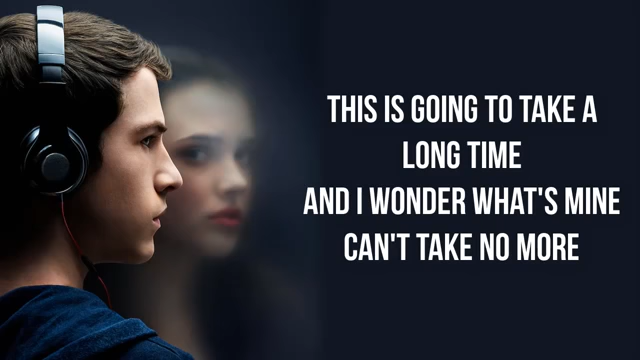 THIS IS GOING TO TAKE A
LONG TIME
AND I WONDER WHAT'S MINE
CAN'T TAKE NO MORE